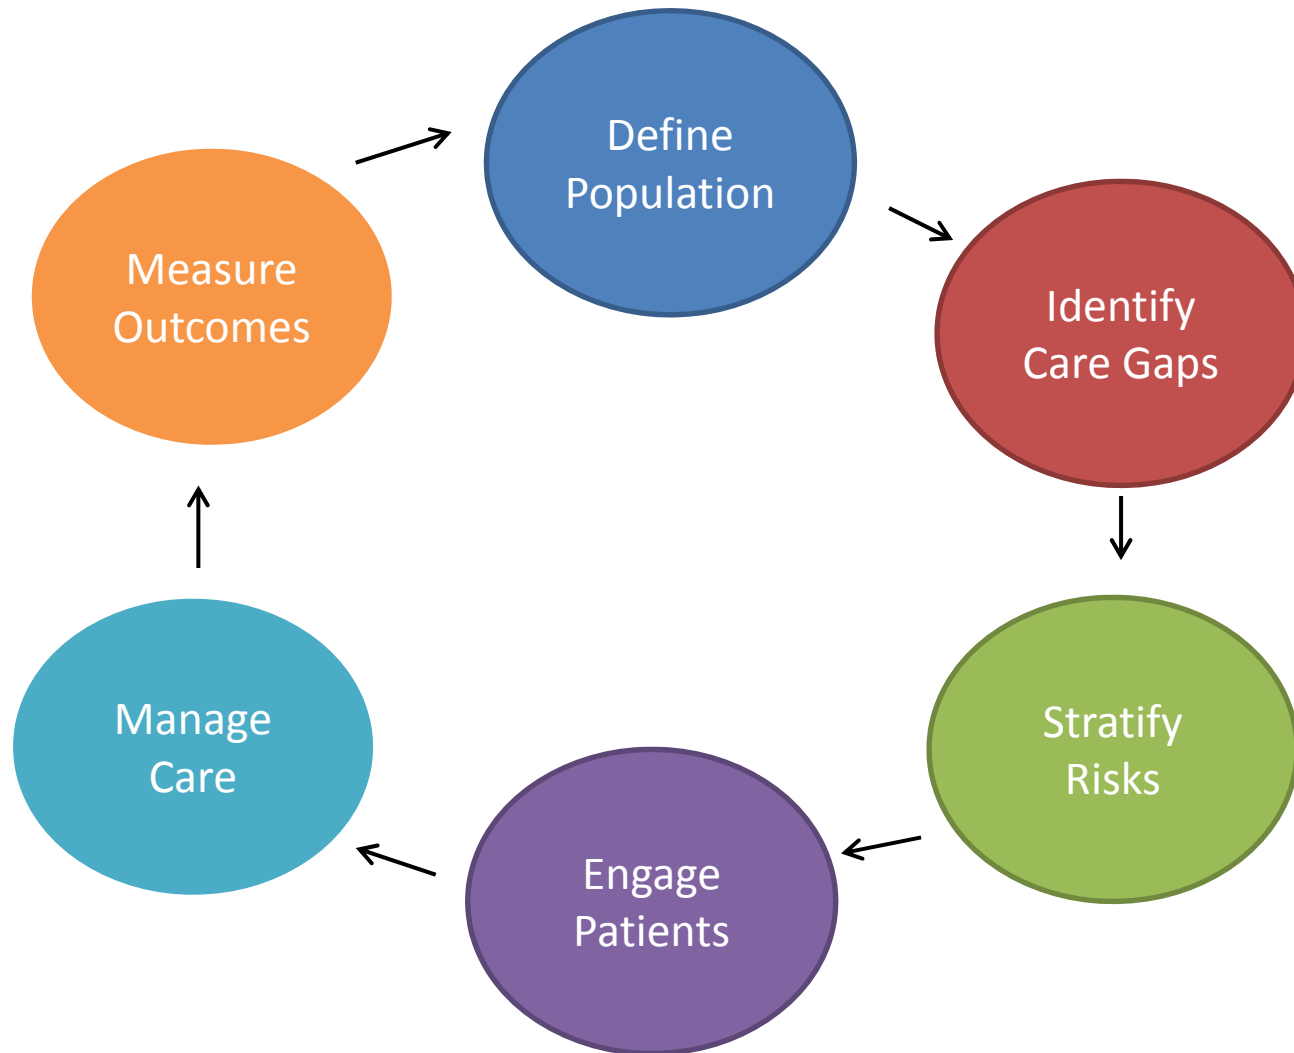 Define
Population
Identify
Care Gaps
Stratify
Risks
Engage
Patients
Manage
Care
Measure
Outcomes